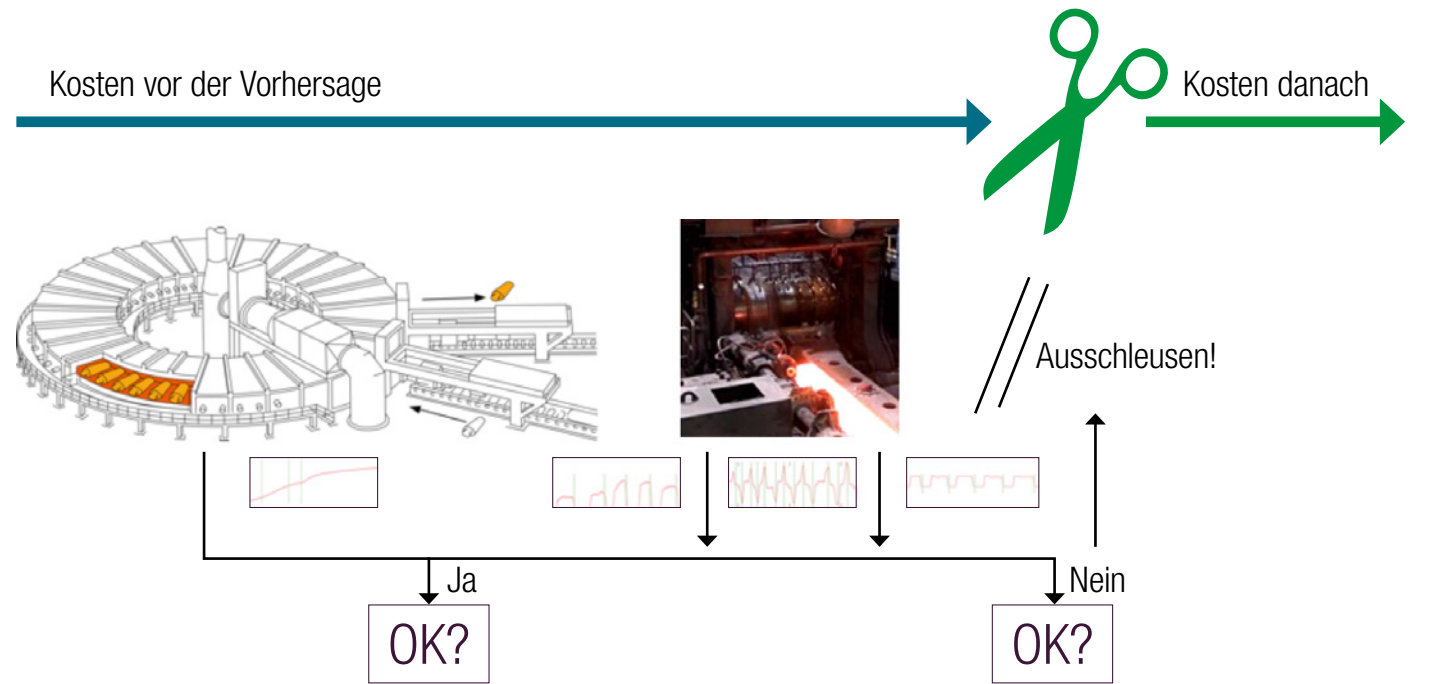 Kosten vor der Vorhersage
Kosten danach
Ausschleusen!
Ja
Nein
OK?
OK?